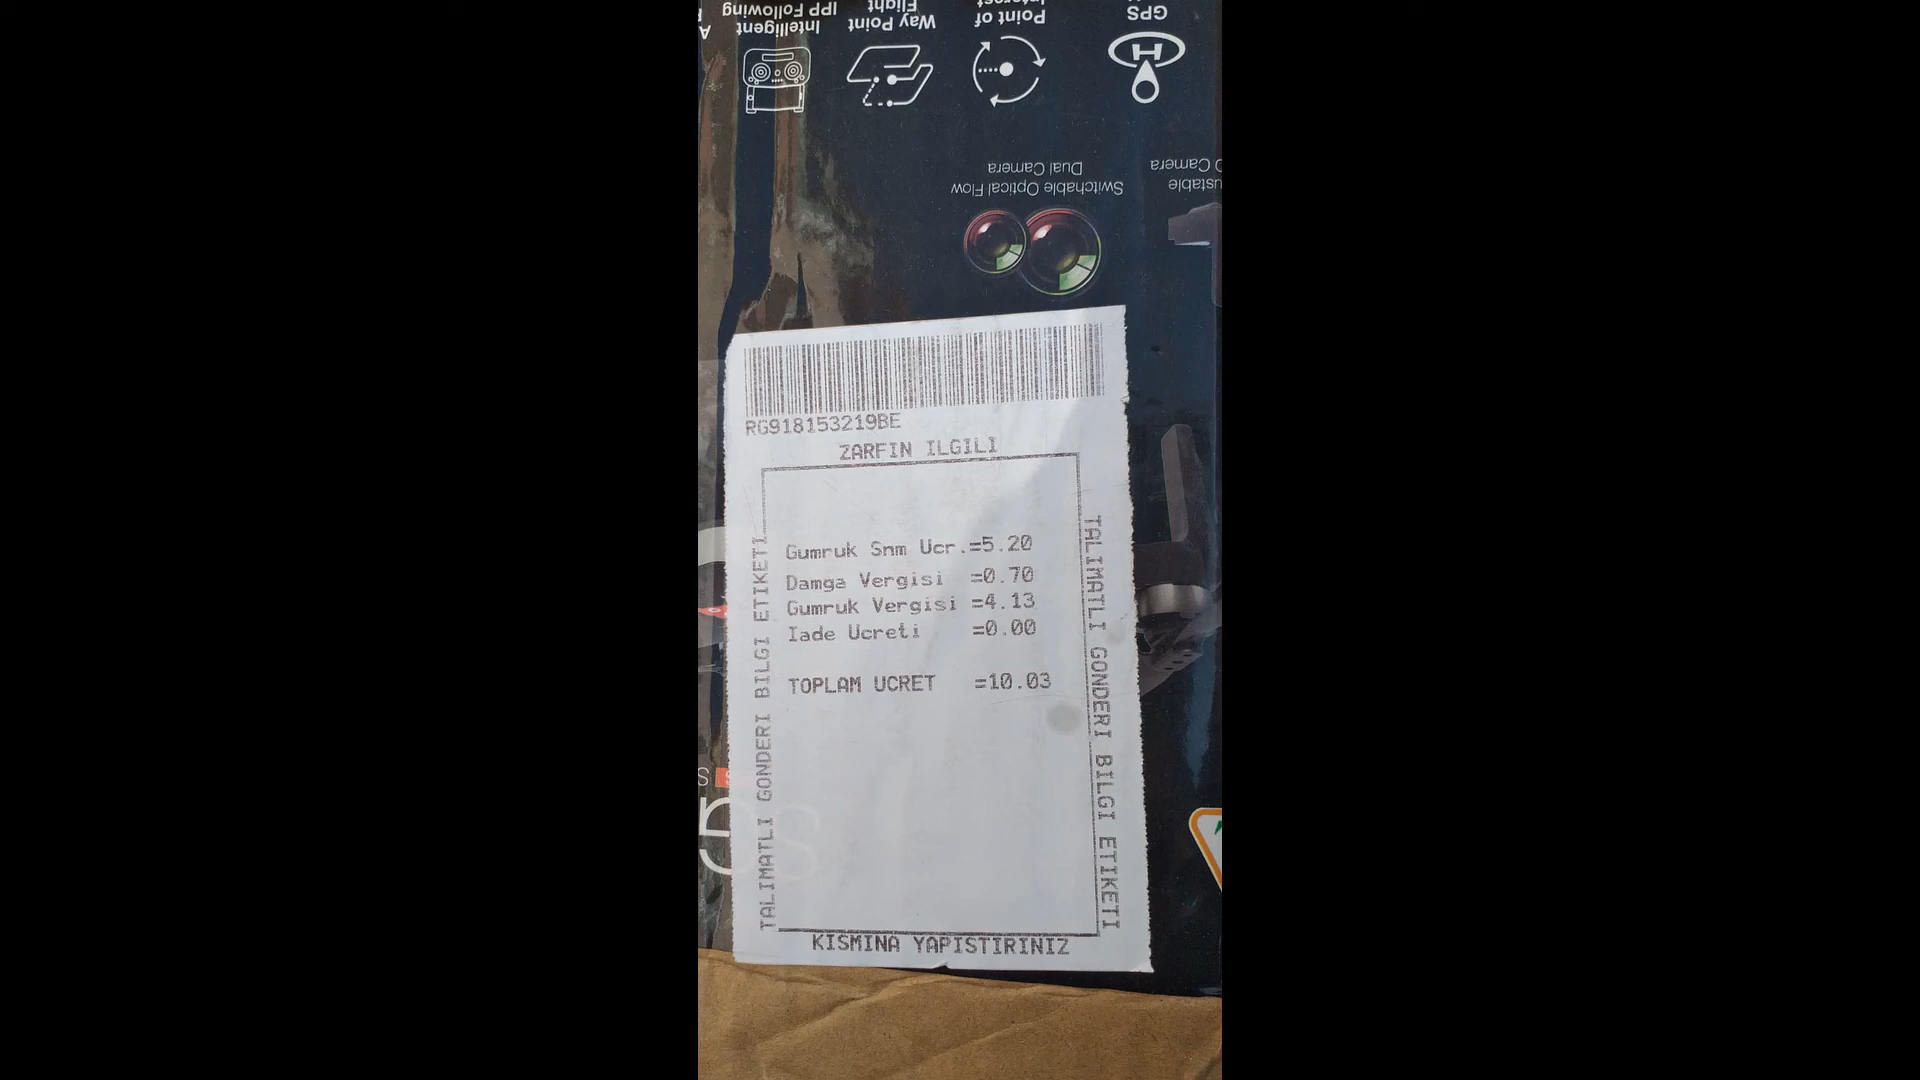 Intelligent
IPP Following
Way Point
Flight
Point of
Interest
GPS
Switchable Optical Flow
Dual Camera
Camera
RG918153219BE
ZARFIN ILGILI
TALIMATLI GONDERI BILGI ETIKETI
Gumruk Snm Ucr.=5.20
Damga Vergisi =0.70
Gumruk Vergisi =4.13
Iade Ucreti =0.00
TOPLAM UCRET =10.03
TALIMATLI GONDERI BILGI ETIKETI
KISMINA YAPISTIRINIZ